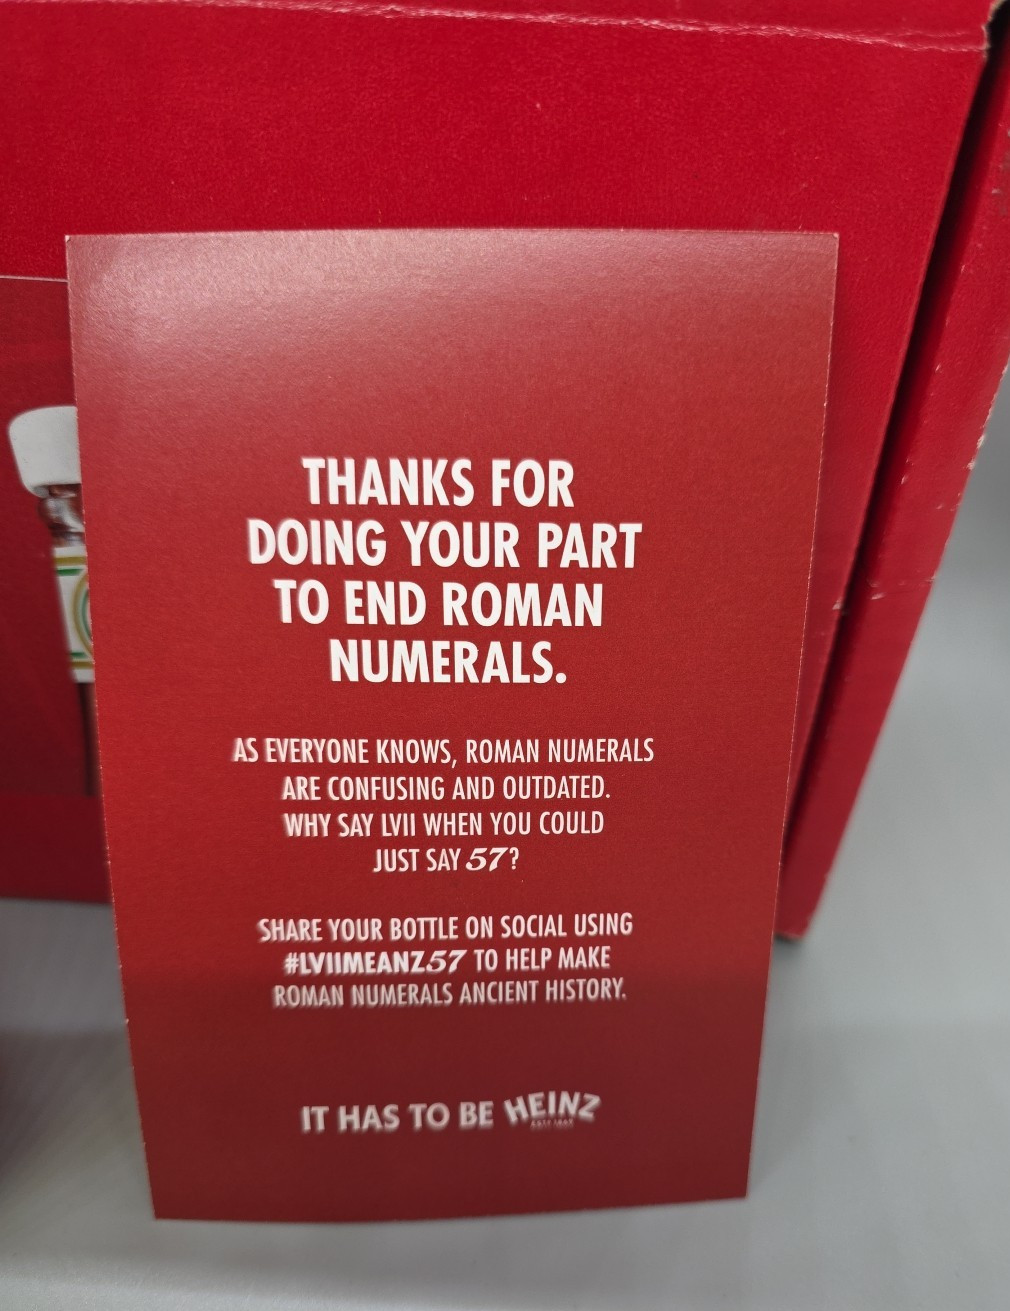 THANKS FOR
DOING YOUR PART
TO END ROMAN
NUMERALS.
AS EVERYONE KNOWS, ROMAN NUMERALS
ARE CONFUSING AND OUTDATED.
WHY SAY LVII WHEN YOU COULD
JUST SAY 57?
SHARE YOUR BOTTLE ON SOCIAL USING
#LVIIMEANZ57 TO HELP MAKE
ROMAN NUMERALS ANCIENT HISTORY.
IT HAS TO BE HEINZ